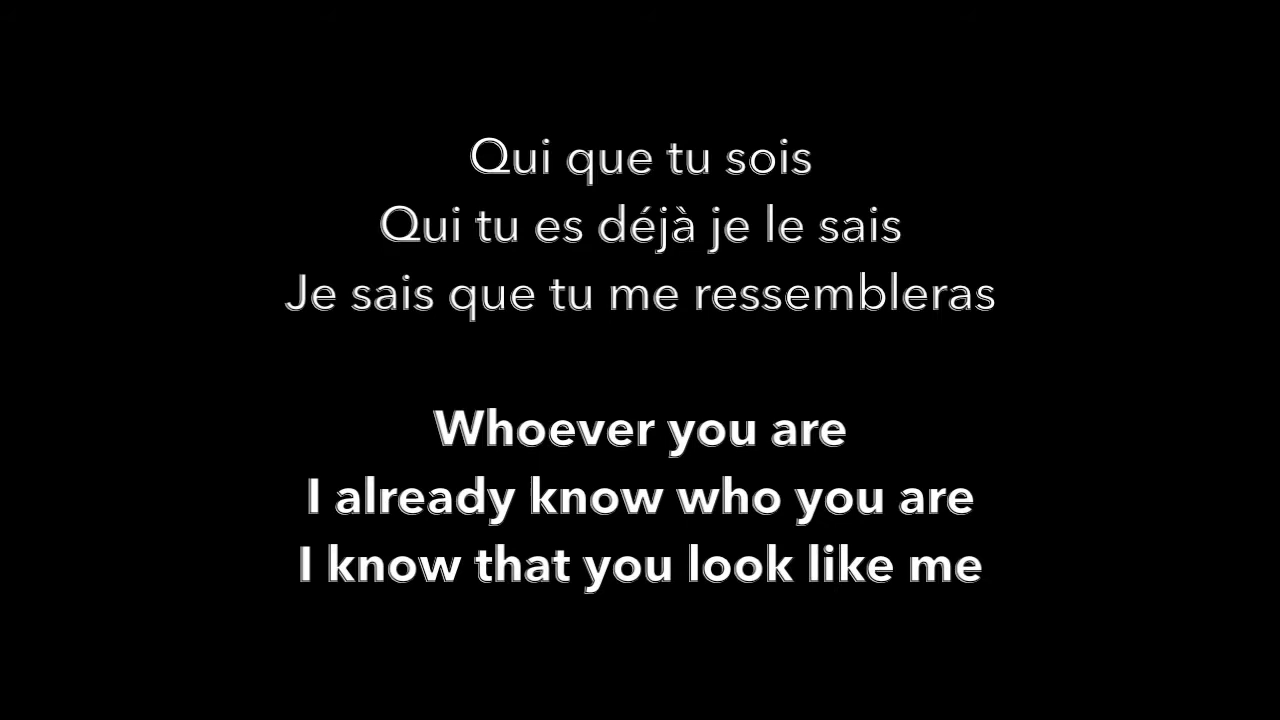 Qui que tu sois
Qui tu es déjà je le sais
Je sais que tu me ressembleras
Whoever you are
I already know who you are
I know that you look like me